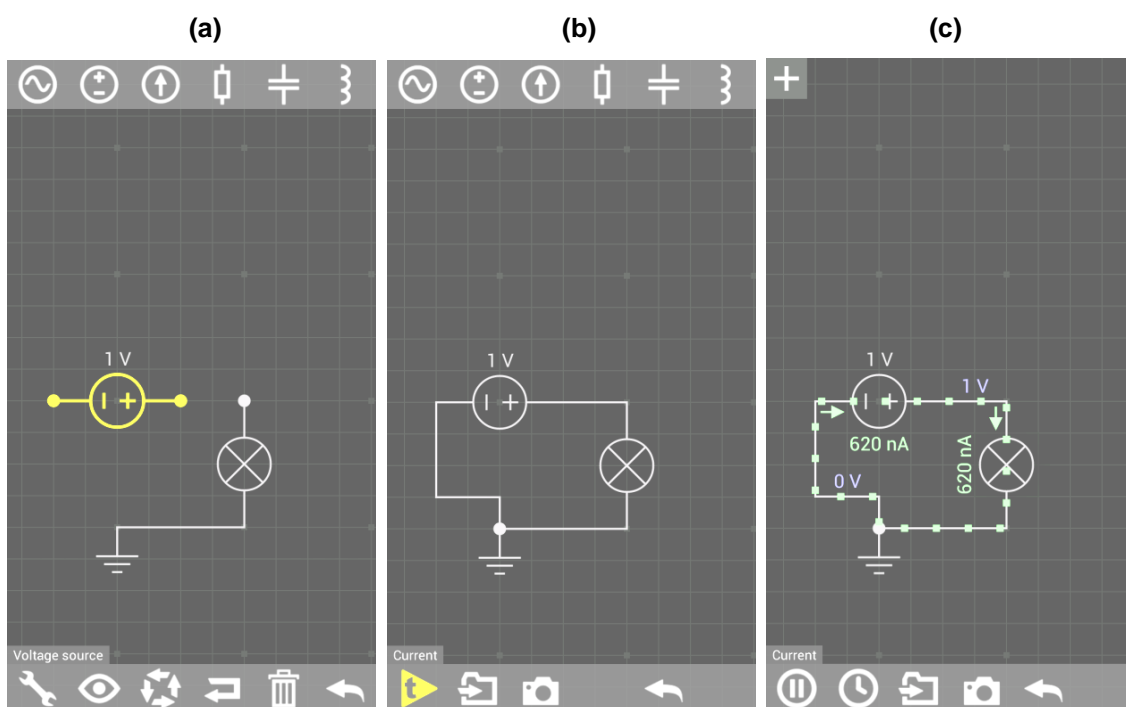 (a)
(b)
(c)
1 V
1 V
1 V
1 V
620 nA
620 nA
0 V
Voltage source
Current
Current
t